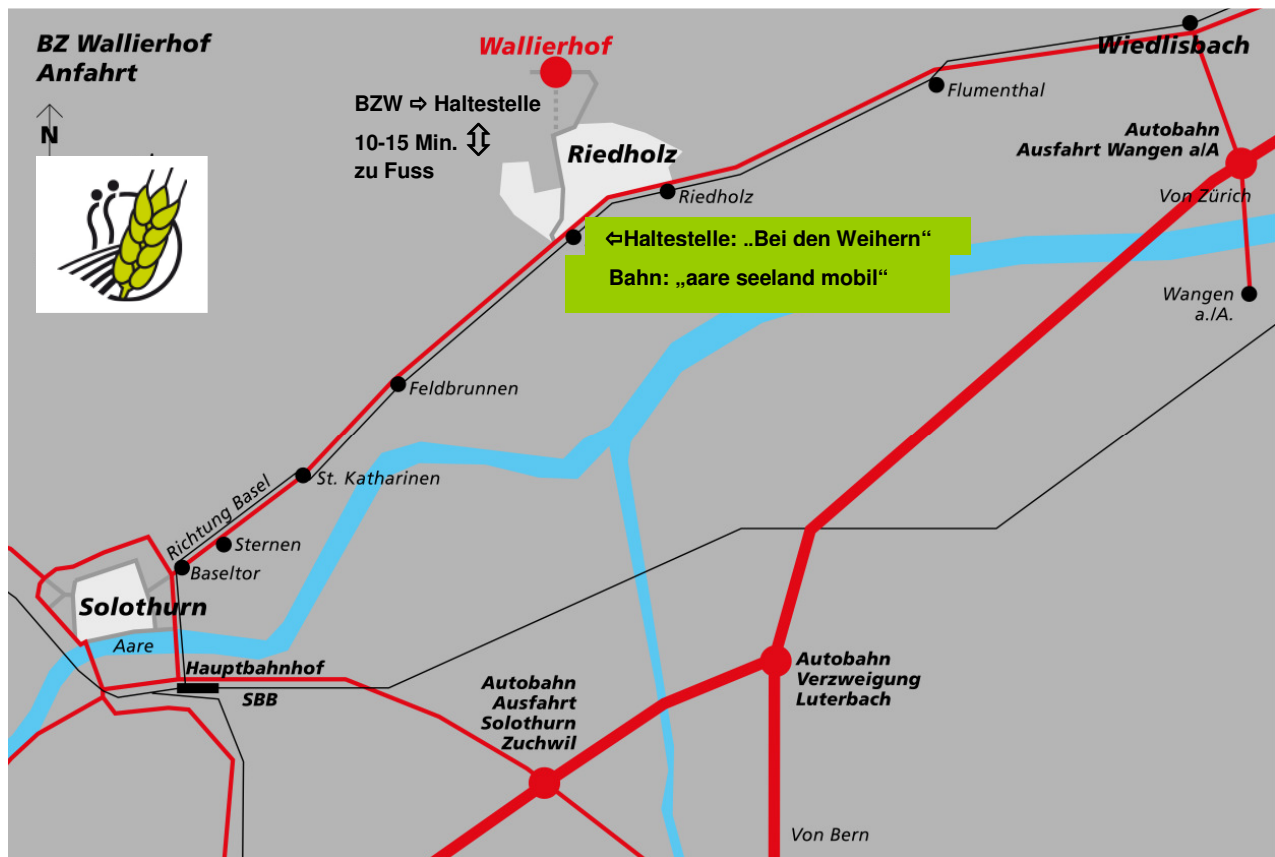 BZ Wallierhof
Anfahrt
N
Wallierhof
BZW ⇨ Haltestelle
10-15 Min.
zu Fuss
Riedholz
Riedholz
Wiedlisbach
Flumenthal
Autobahn
Ausfahrt Wangen a/A
Von Zürich
Wangen
a./A.
⇦Haltestelle: „Bei den Weihern“
Bahn: „aare seeland mobil“
Feldbrunnen
St. Katharinen
Richtung Basel
Sternen
Baseltor
Solothurn
Aare
Hauptbahnhof
SBB
Autobahn
Ausfahrt
Solothurn
Zuchwil
Autobahn
Verzweigung
Luterbach
Von Bern